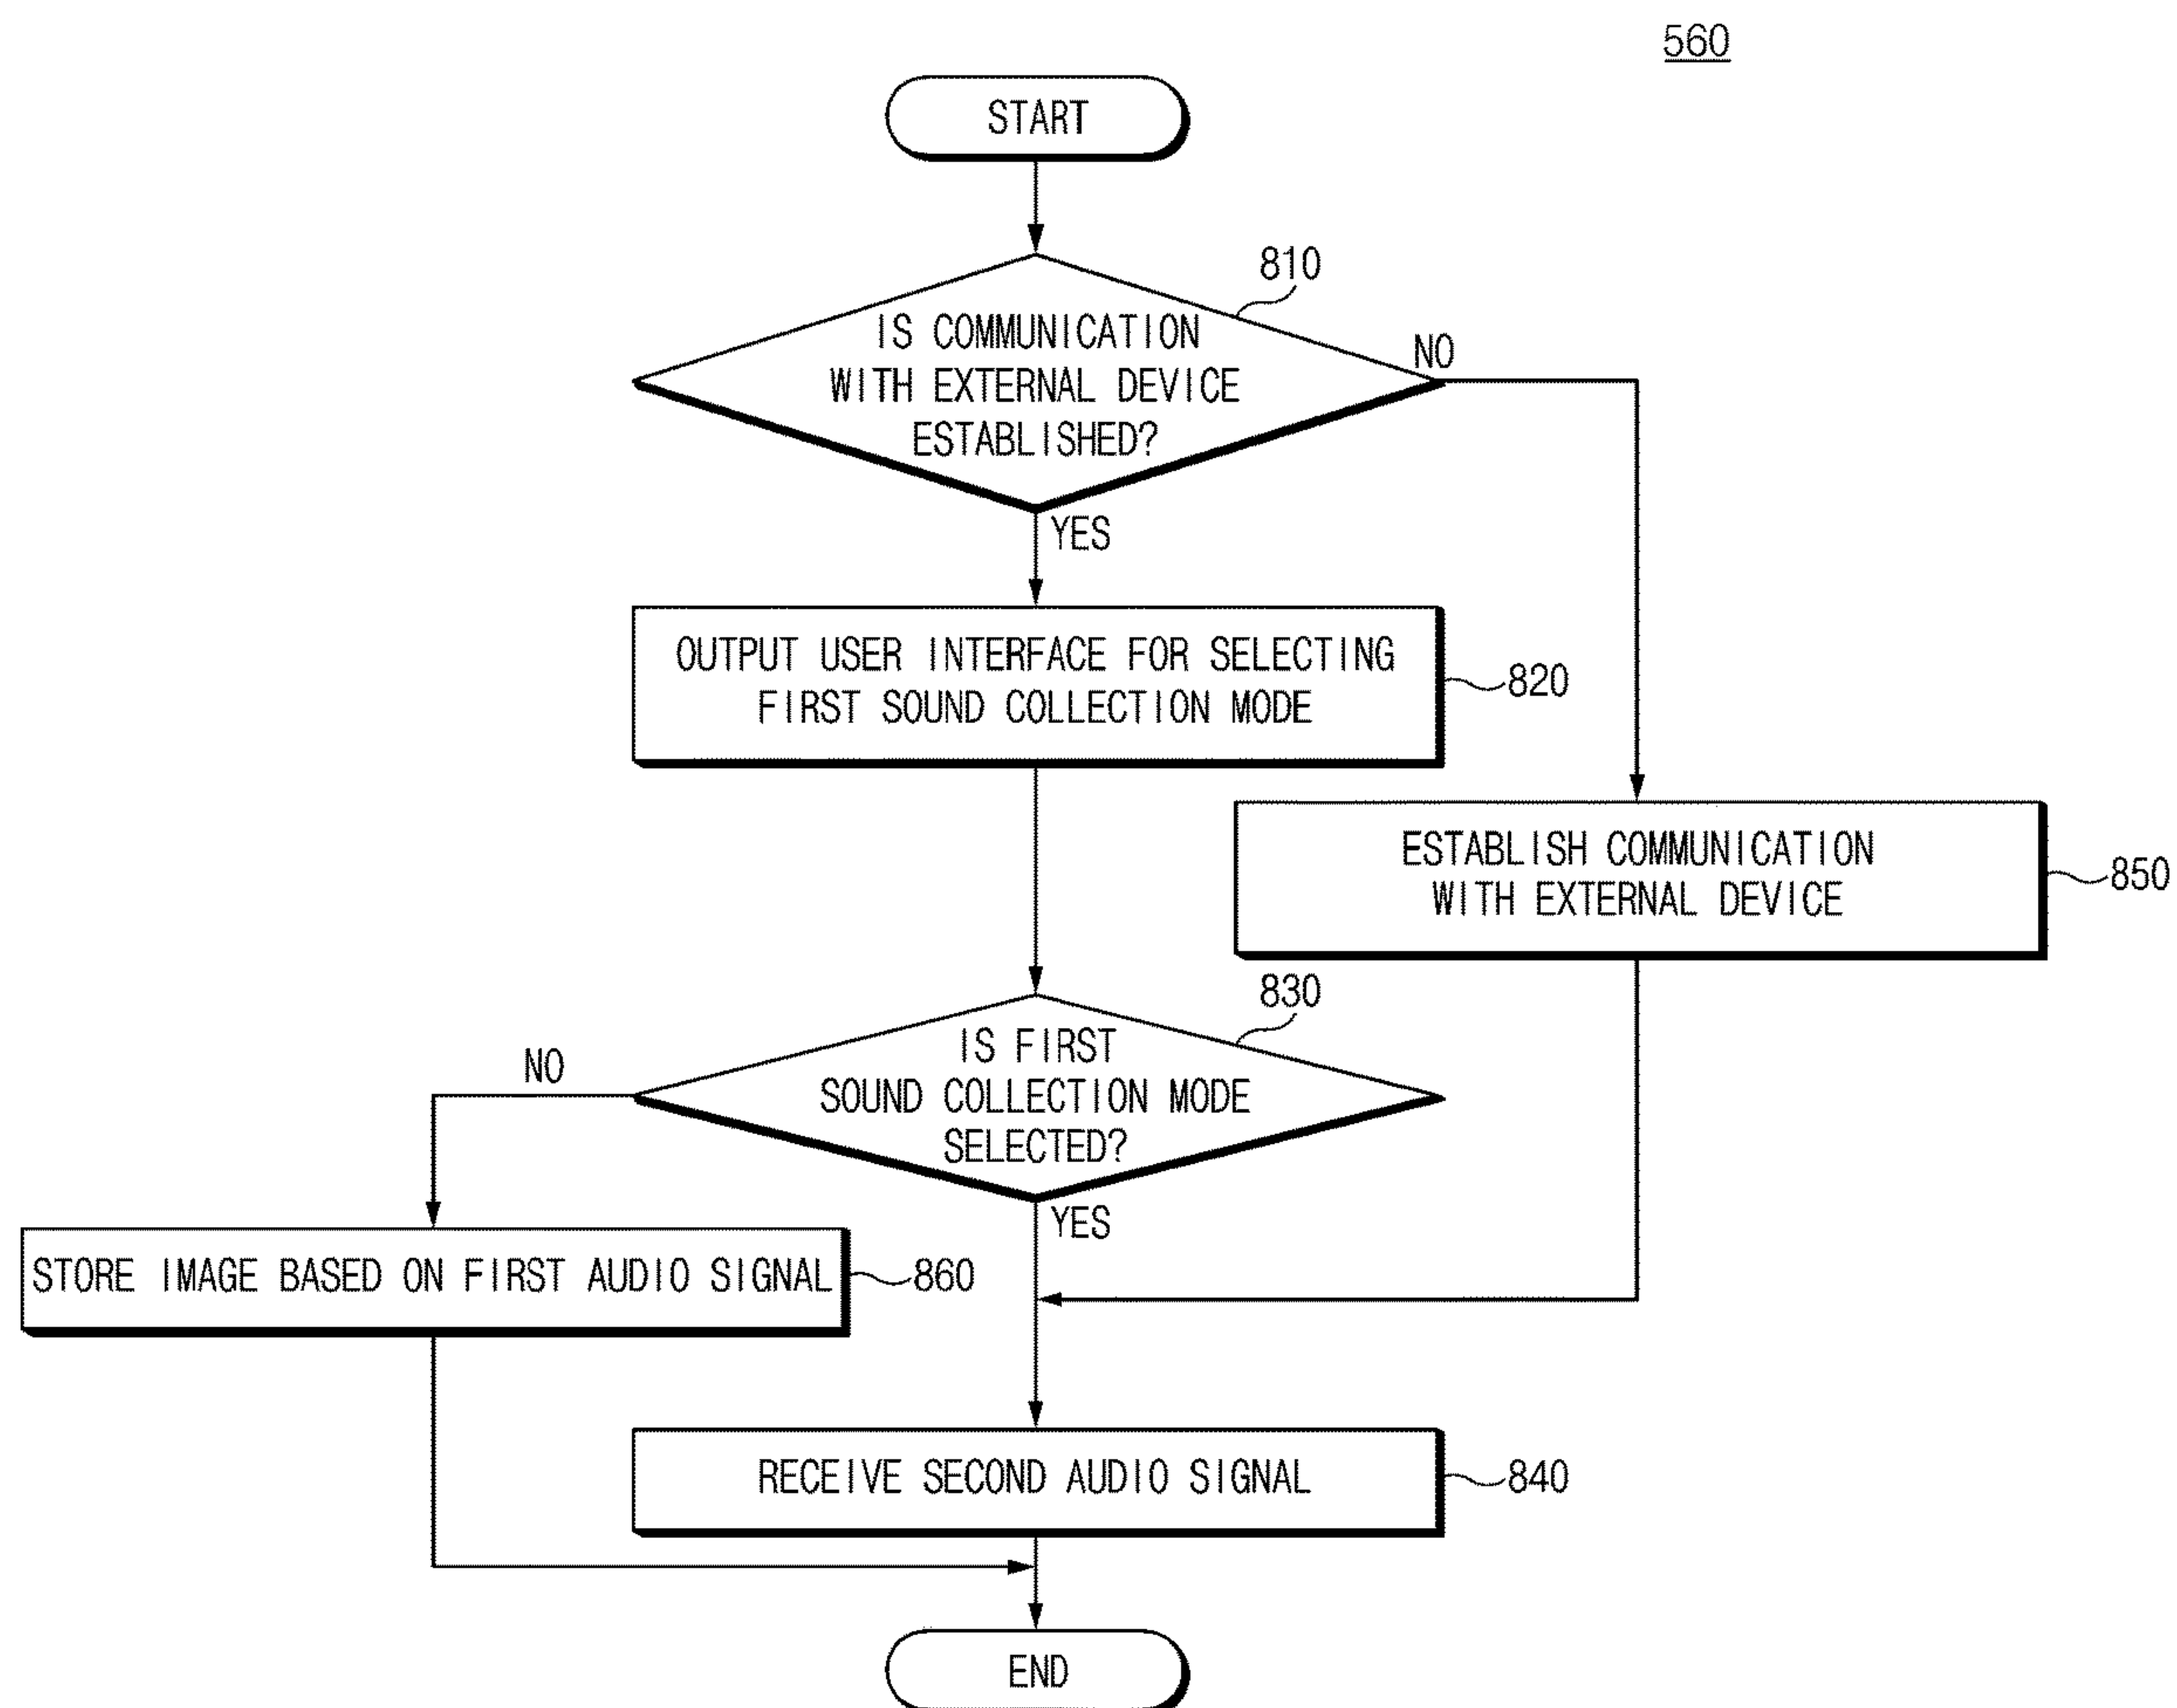 560
START
810
IS COMMUNICATION
WITH EXTERNAL DEVICE
ESTABLISHED?
NO
YES
OUTPUT USER INTERFACE FOR SELECTING
FIRST SOUND COLLECTION MODE
820
ESTABLISH COMMUNICATION
WITH EXTERNAL DEVICE
850
830
IS FIRST
SOUND COLLECTION MODE
SELECTED?
NO
YES
STORE IMAGE BASED ON FIRST AUDIO SIGNAL
860
RECEIVE SECOND AUDIO SIGNAL
840
END